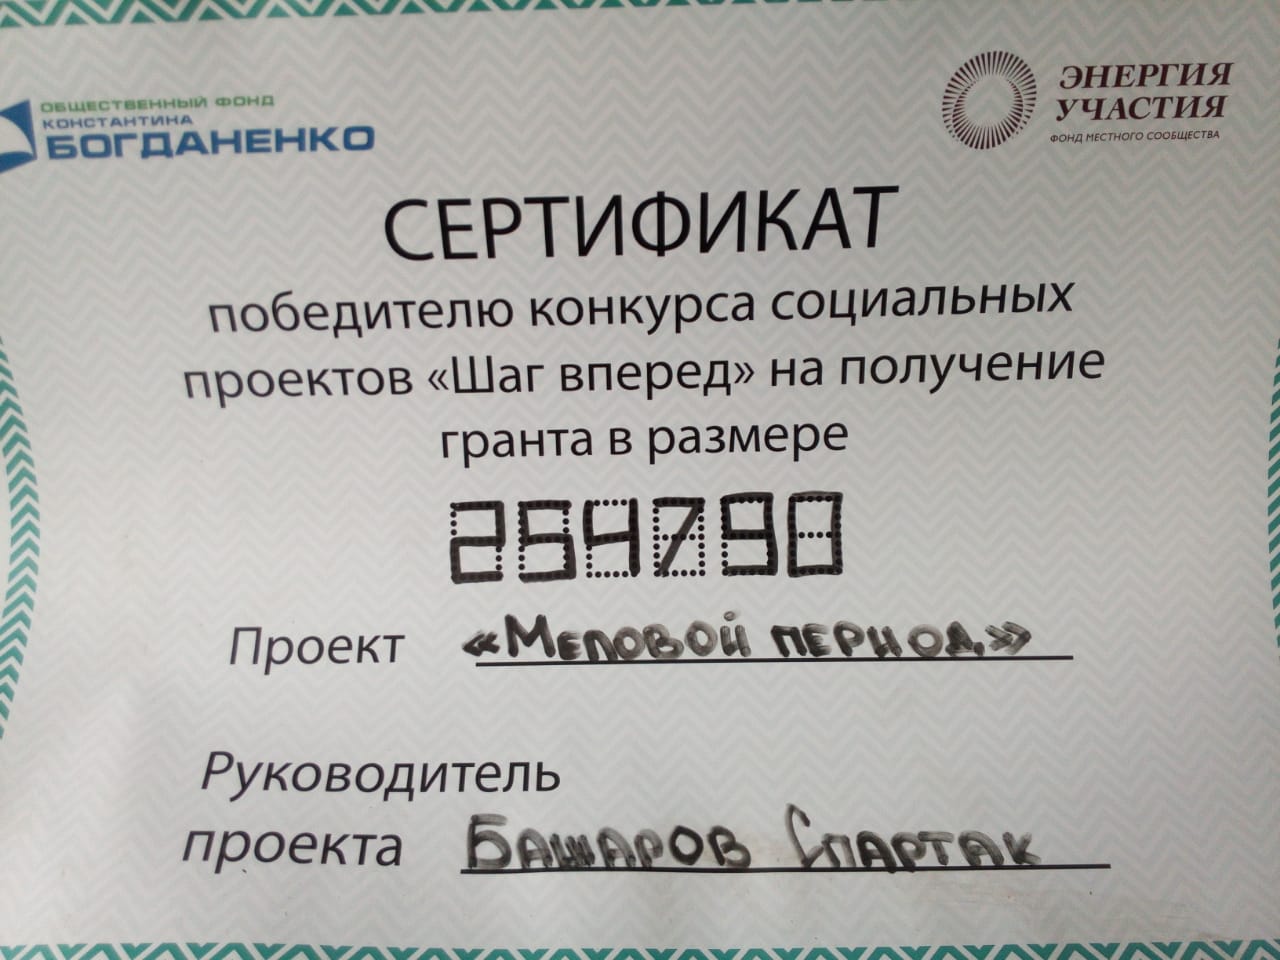 ОБЩЕСТВЕННЫЙ ФОНД
КОНСТАНТИНА
БОГДАНЕНКО
ЭНЕРГИЯ
УЧАСТИЯ
ФОНД МЕСТНОГО СООБЩЕСТВА
СЕРТИФИКАТ
победителю конкурса социальных
проектов «Шаг вперед» на получение
гранта в размере
254790
Проект «Меловой период»
Руководитель
проекта Башаров Спартак